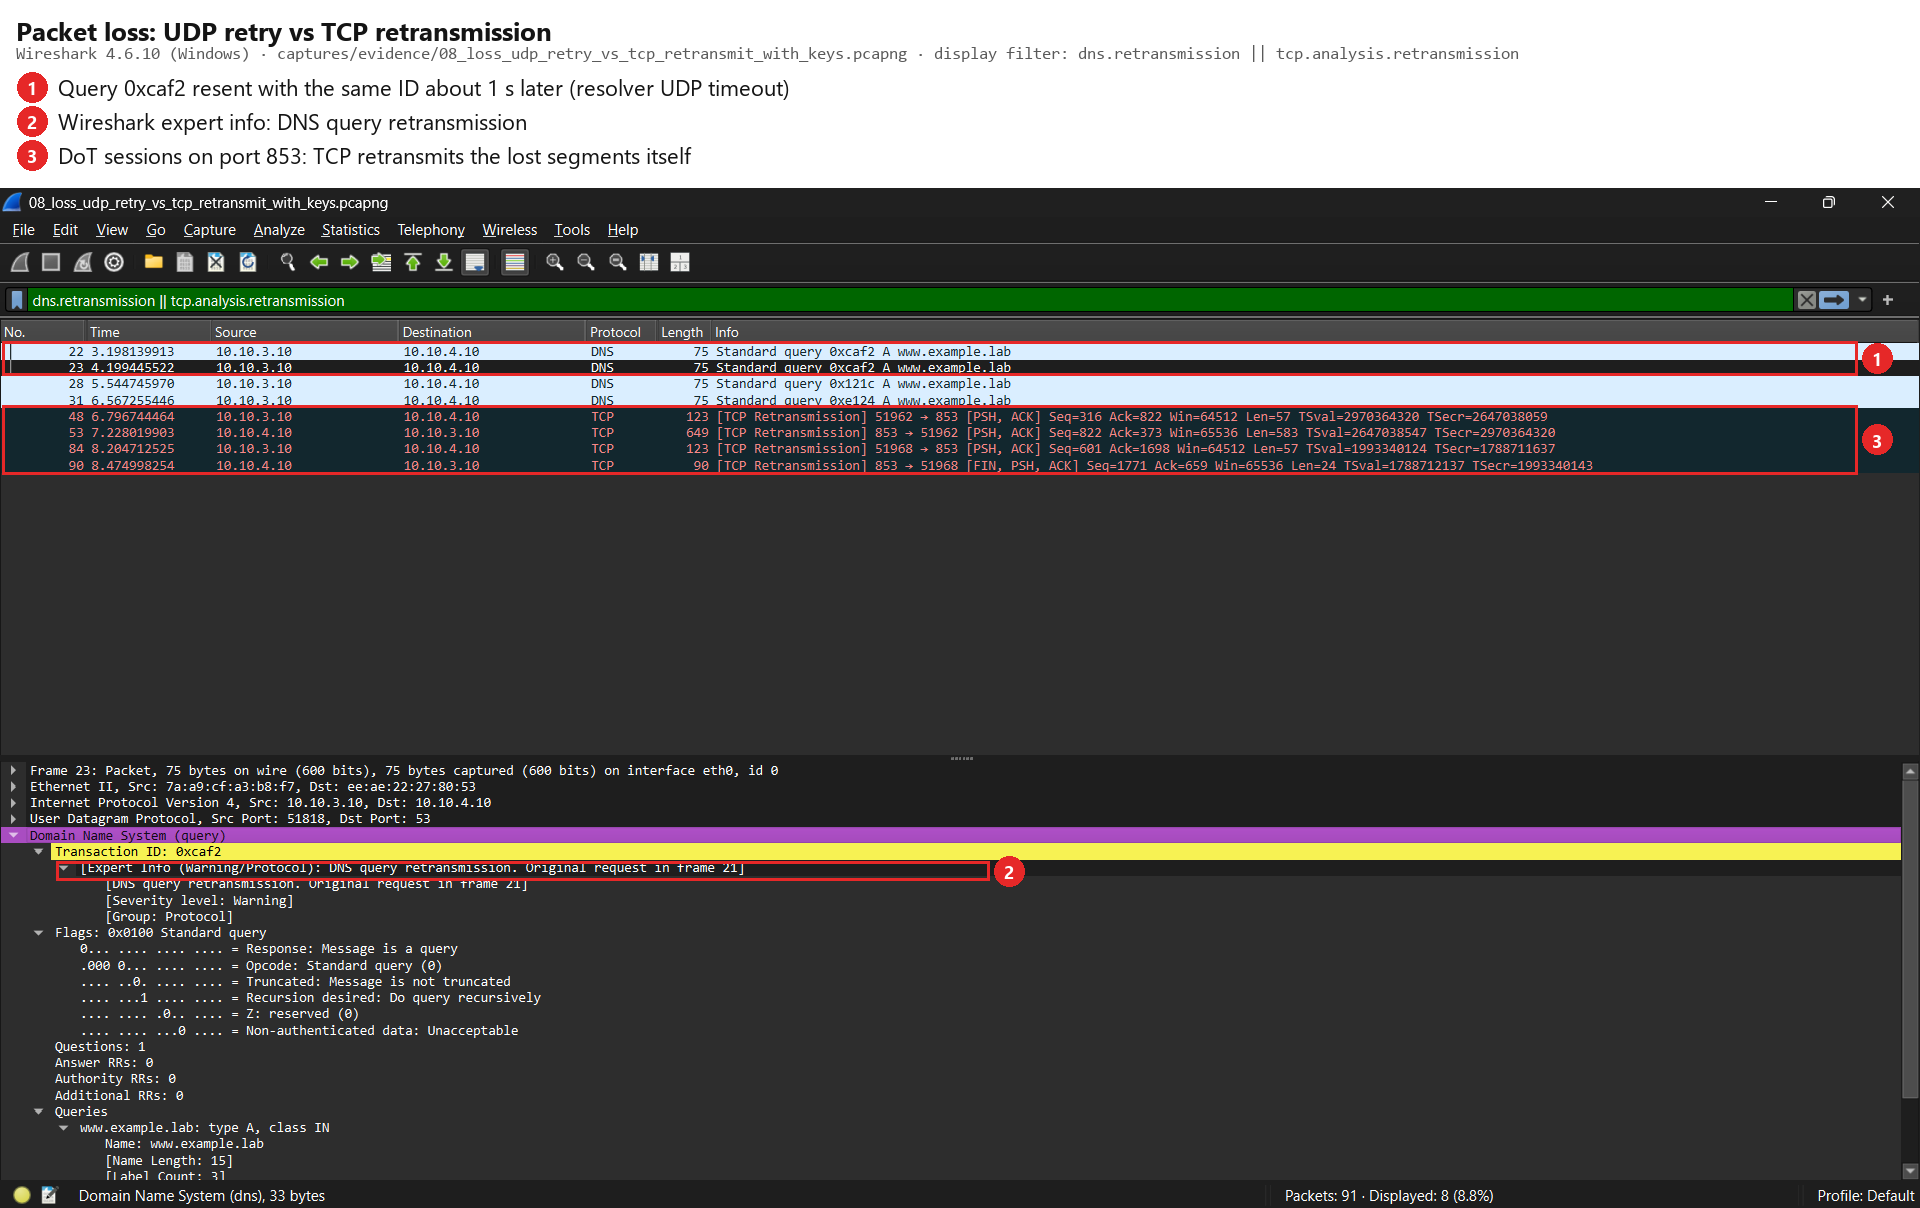 Packet loss: UDP retry vs TCP retransmission
Wireshark 4.6.10 (Windows) · captures/evidence/08_loss_udp_retry_vs_tcp_retransmit_with_keys.pcapng · display filter: dns.retransmission || tcp.analysis.retransmission
1 Query 0xcaf2 resent with the same ID about 1 s later (resolver UDP timeout)
2 Wireshark expert info: DNS query retransmission
3 DoT sessions on port 853: TCP retransmits the lost segments itself
08_loss_udp_retry_vs_tcp_retransmit_with_keys.pcapng
File Edit View Go Capture Analyze Statistics Telephony Wireless Tools Help
dns.retransmission || tcp.analysis.retransmission
No. Time Source Destination Protocol Length Info
22 3.198139913 10.10.3.10 10.10.4.10 DNS 75 Standard query 0xcaf2 A www.example.lab
1
23 4.199445522 10.10.3.10 10.10.4.10 DNS 75 Standard query 0xcaf2 A www.example.lab
28 5.544745970 10.10.3.10 10.10.4.10 DNS 75 Standard query 0x121c A www.example.lab
31 6.567255446 10.10.3.10 10.10.4.10 DNS 75 Standard query 0xe124 A www.example.lab
48 6.796744464 10.10.3.10 10.10.4.10 TCP 123 [TCP Retransmission] 51962 → 853 [PSH, ACK] Seq=316 Ack=822 Win=64512 Len=57 TSval=2970364320 TSecr=2647038059
53 7.228019903 10.10.4.10 10.10.3.10 TCP 649 [TCP Retransmission] 853 → 51962 [PSH, ACK] Seq=822 Ack=373 Win=65536 Len=583 TSval=2647038547 TSecr=2970364320
3
84 8.204712525 10.10.3.10 10.10.4.10 TCP 123 [TCP Retransmission] 51968 → 853 [PSH, ACK] Seq=601 Ack=1698 Win=64512 Len=57 TSval=1993340124 TSecr=1788711637
90 8.474998254 10.10.4.10 10.10.3.10 TCP 90 [TCP Retransmission] 853 → 51968 [FIN, PSH, ACK] Seq=1771 Ack=659 Win=65536 Len=24 TSval=1788712137 TSecr=1993340143
Frame 23: Packet, 75 bytes on wire (600 bits), 75 bytes captured (600 bits) on interface eth0, id 0
Ethernet II, Src: 7a:a9:cf:a3:b8:f7, Dst: ee:ae:22:27:80:53
Internet Protocol Version 4, Src: 10.10.3.10, Dst: 10.10.4.10
User Datagram Protocol, Src Port: 51818, Dst Port: 53
Domain Name System (query)
Transaction ID: 0xcaf2
[Expert Info (Warning/Protocol): DNS query retransmission. Original request in frame 21]
2
[DNS query retransmission. Original request in frame 21]
[Severity level: Warning]
[Group: Protocol]
Flags: 0x0100 Standard query
0... .... .... .... = Response: Message is a query
.000 0... .... .... = Opcode: Standard query (0)
.... ..0. .... .... = Truncated: Message is not truncated
.... ...1 .... .... = Recursion desired: Do query recursively
.... .... .0.. .... = Z: reserved (0)
.... .... ...0 .... = Non-authenticated data: Unacceptable
Questions: 1
Answer RRs: 0
Authority RRs: 0
Additional RRs: 0
Queries
www.example.lab: type A, class IN
Name: www.example.lab
[Name Length: 15]
[Label Count: 3]
Domain Name System (dns), 33 bytes
Packets: 91 · Displayed: 8 (8.8%)
Profile: Default